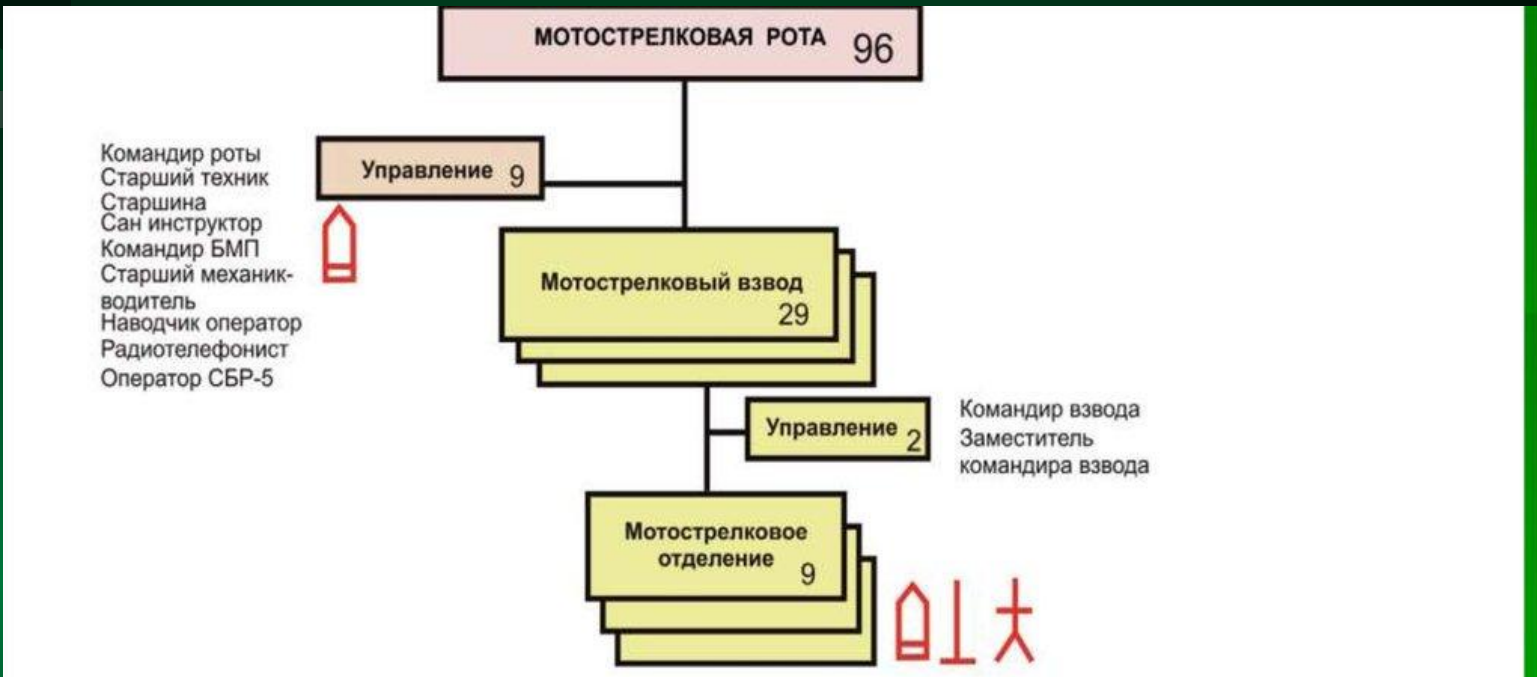 МОТОСТРЕЛКОВАЯ РОТА 96
Командир роты
Старший техник
Старшина
Сан инструктор
Командир БМП
Старший механик-
водитель
Наводчик оператор
Радиотелефонист
Оператор СБР-5
Управление 9
Мотострелковый взвод
29
Управление 2
Командир взвода
Заместитель
командира взвода
Мотострелковое
отделение
9